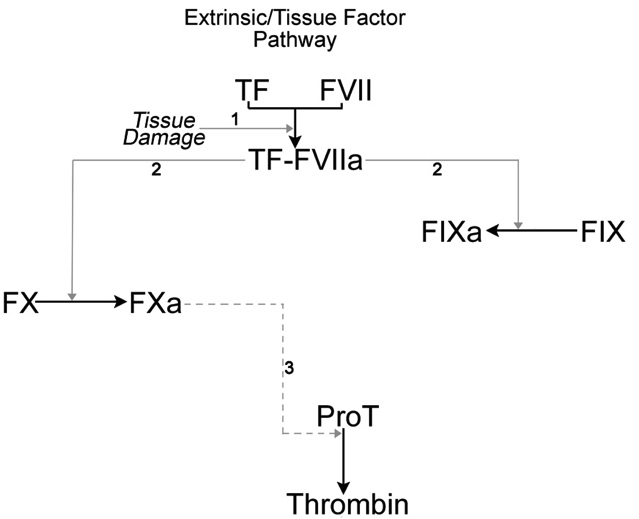 Extrinsic/Tissue Factor
Pathway
TF FVII
Tissue
Damage
1
TF-FVIIa
2 2
FIXa FIX
FX FXa
3
ProT
Thrombin